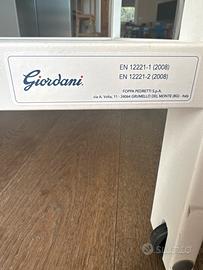 Giordani.
EN 12221-1 (2008)
EN 12221-2 (2008)
FOPPA PEDRETTI S.p.A.
via A. Volta, 11 - 24064 GRUMELLO DEL MONTE (BG) - Italy
subito